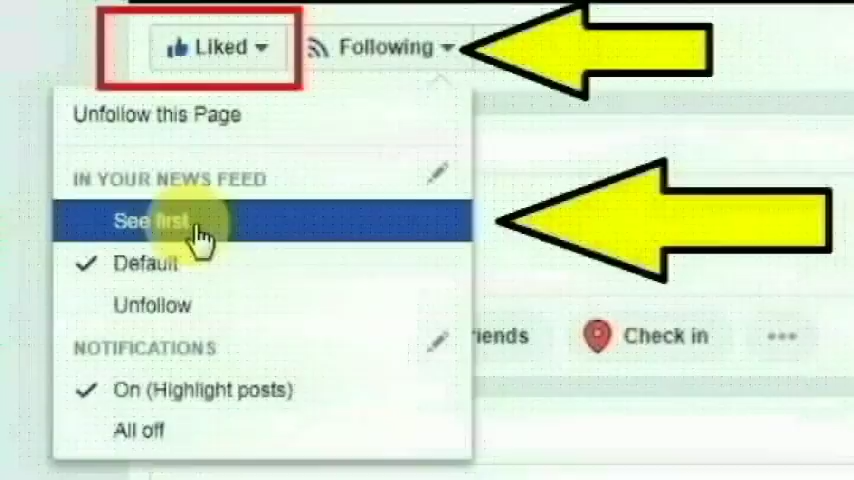 Liked Following
Unfollow this Page
IN YOUR NEWS FEED
See first
Default
Unfollow
Check in
NOTIFICATIONS
On (Highlight posts)
All off